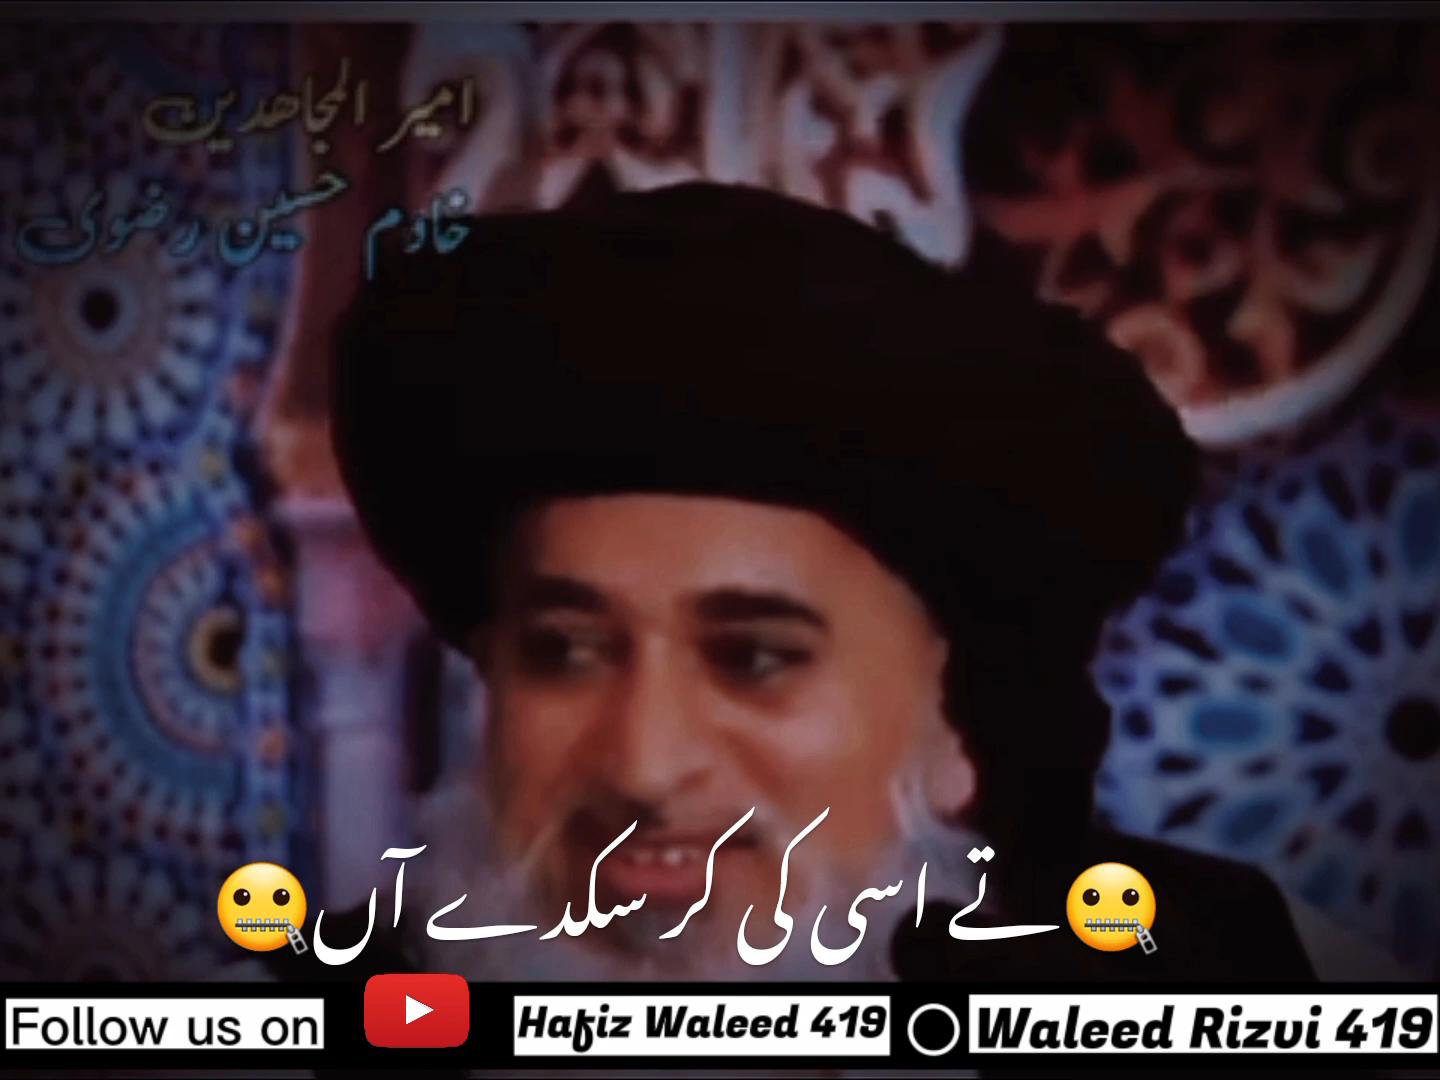 امیر المجاھدین
خادم حسین رضوی
تے اسی کی کر سکدے آں
Follow us on Hafiz Waleed 419 Waleed Rizvi 419